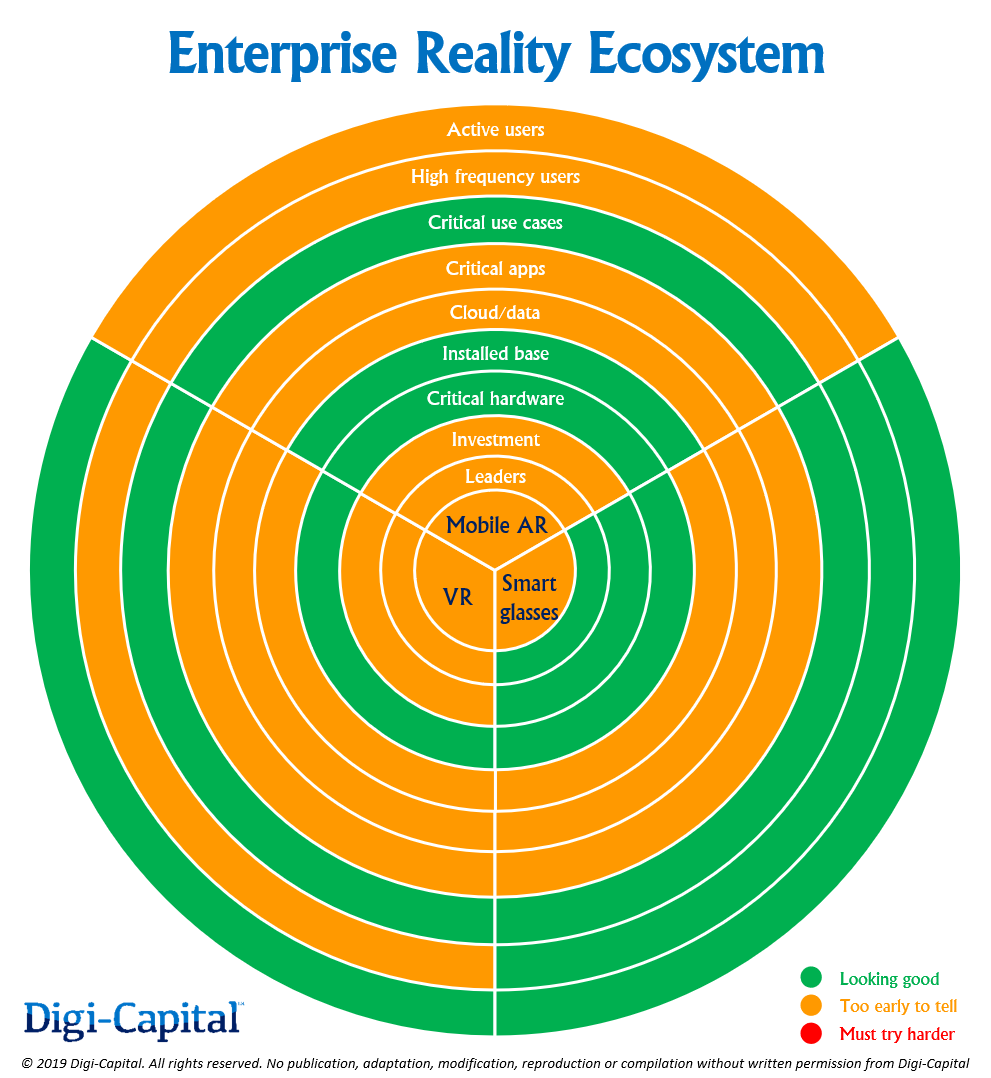 Enterprise Reality Ecosystem
Active users
High frequency users
Critical use cases
Critical apps
Cloud/data
Installed base
Critical hardware
Investment
Leaders
Mobile AR
VR
Smart
glasses
Looking good
Too early to tell
Must try harder
Digi-Capital™
© 2019 Digi-Capital. All rights reserved. No publication, adaptation, modification, reproduction or compilation without written permission from Digi-Capital